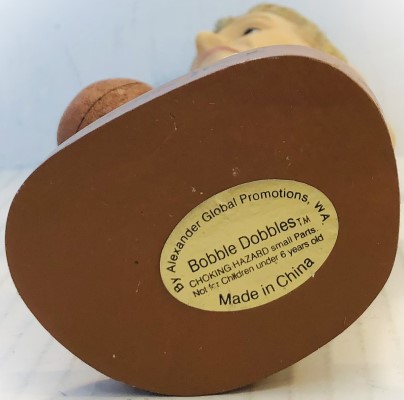 By Alexander Global Promotions, WA.
Bobble Dobbles TM
CHOKING HAZARD small Parts.
Not for Children under 6 years old
Made in China